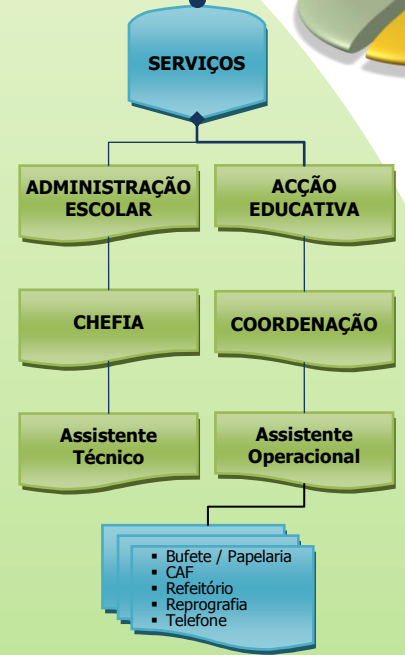 SERVIÇOS
ADMINISTRAÇÃO
ESCOLAR
ACÇÃO
EDUCATIVA
CHEFIA
COORDENAÇÃO
Assistente
Técnico
Assistente
Operacional
▪ Bufete / Papelaria
▪ CAF
▪ Refeitório
▪ Reprografia
▪ Telefone